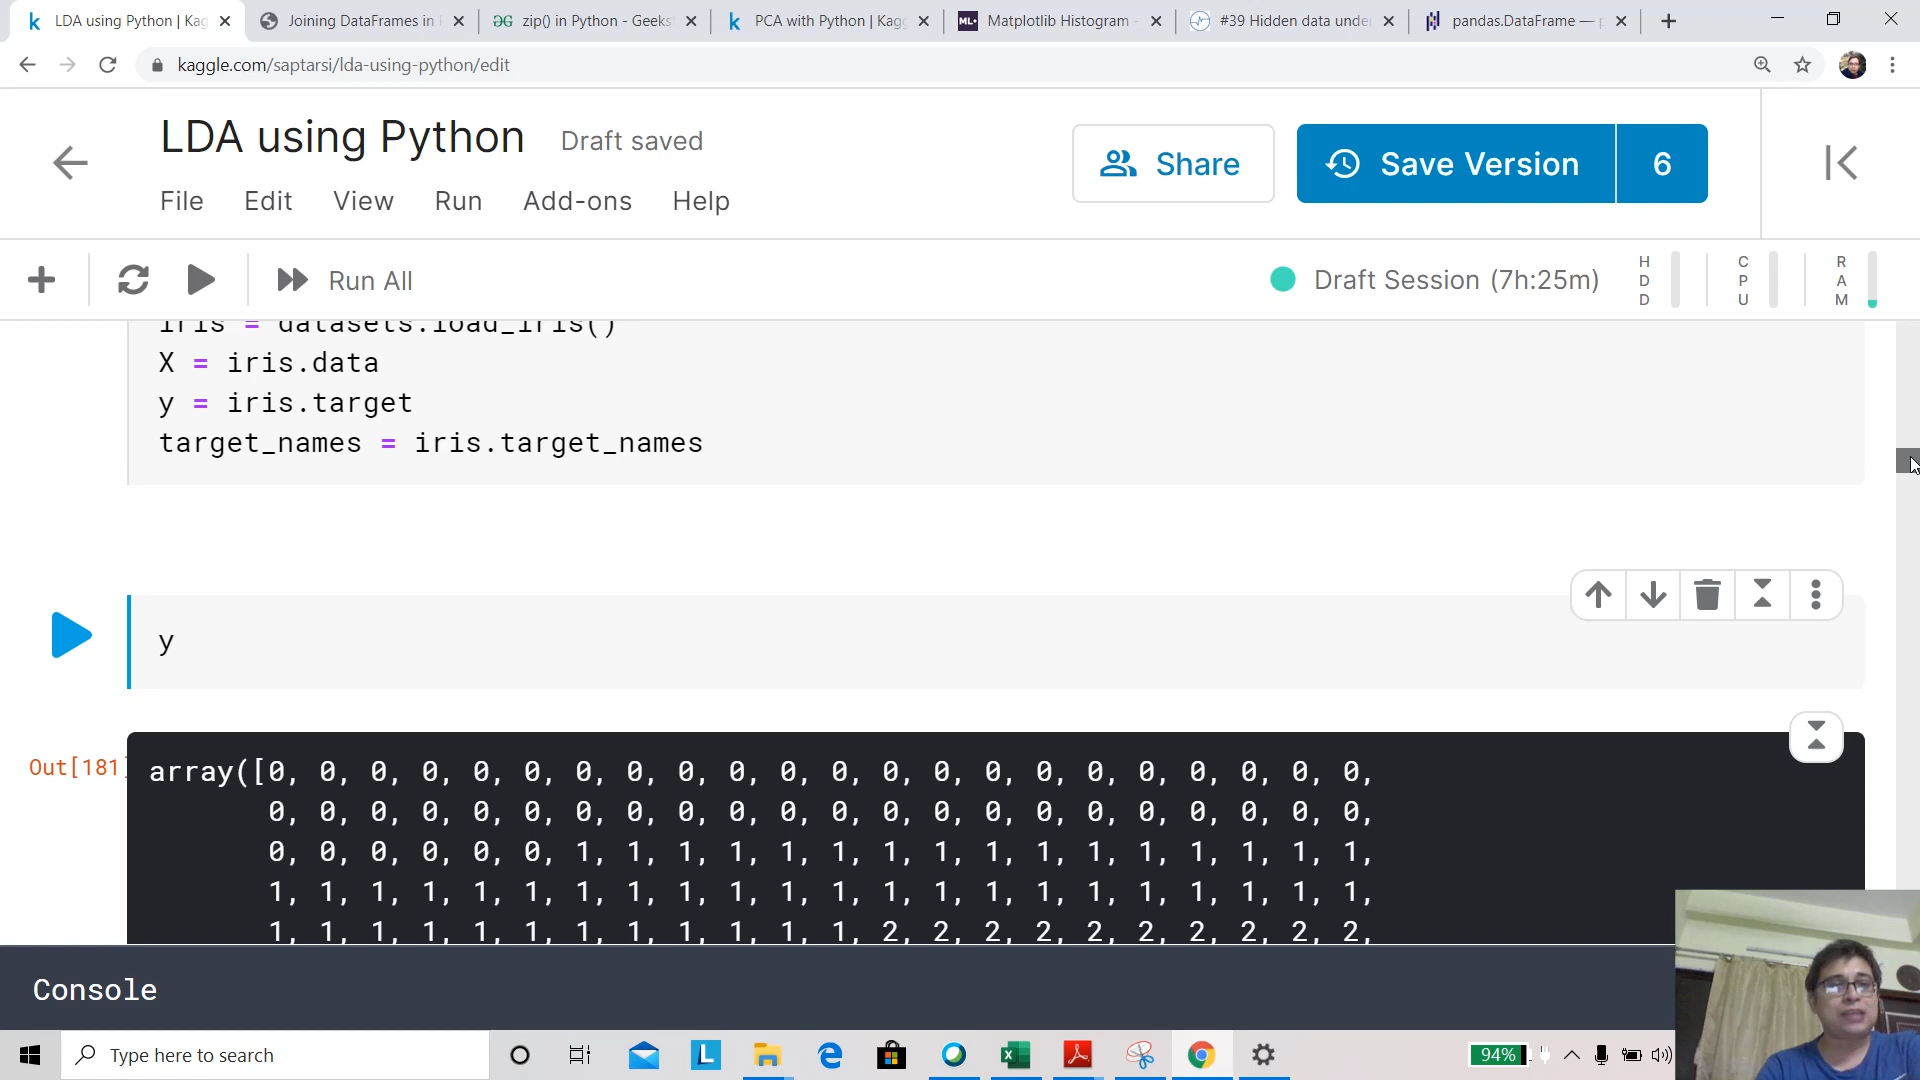 LDA using Python | Kag
Joining DataFrames in
zip() in Python - Geeks
PCA with Python | Kagg
ML
Matplotlib Histogram -
#39 Hidden data unde
pandas.DataFrame — p
kaggle.com/saptarsi/lda-using-python/edit
LDA using Python
Draft saved
Share
Save Version
6
File
Edit
View
Run
Add-ons
Help
Run All
Draft Session (7h:25m)
HDD
CPU
RAM
iris = datasets.load_iris()
X = iris.data
y = iris.target
target_names = iris.target_names
y
Out[181]
array([0, 0, 0, 0, 0, 0, 0, 0, 0, 0, 0, 0, 0, 0, 0, 0, 0, 0, 0, 0, 0, 0,
0, 0, 0, 0, 0, 0, 0, 0, 0, 0, 0, 0, 0, 0, 0, 0, 0, 0, 0, 0, 0, 0,
0, 0, 0, 0, 0, 0, 1, 1, 1, 1, 1, 1, 1, 1, 1, 1, 1, 1, 1, 1, 1, 1,
1, 1, 1, 1, 1, 1, 1, 1, 1, 1, 1, 1, 1, 1, 1, 1, 1, 1, 1, 1, 1, 1,
1, 1, 1, 1, 1, 1, 1, 1, 1, 1, 1, 1, 2, 2, 2, 2, 2, 2, 2, 2, 2, 2,
Console
Type here to search
94%